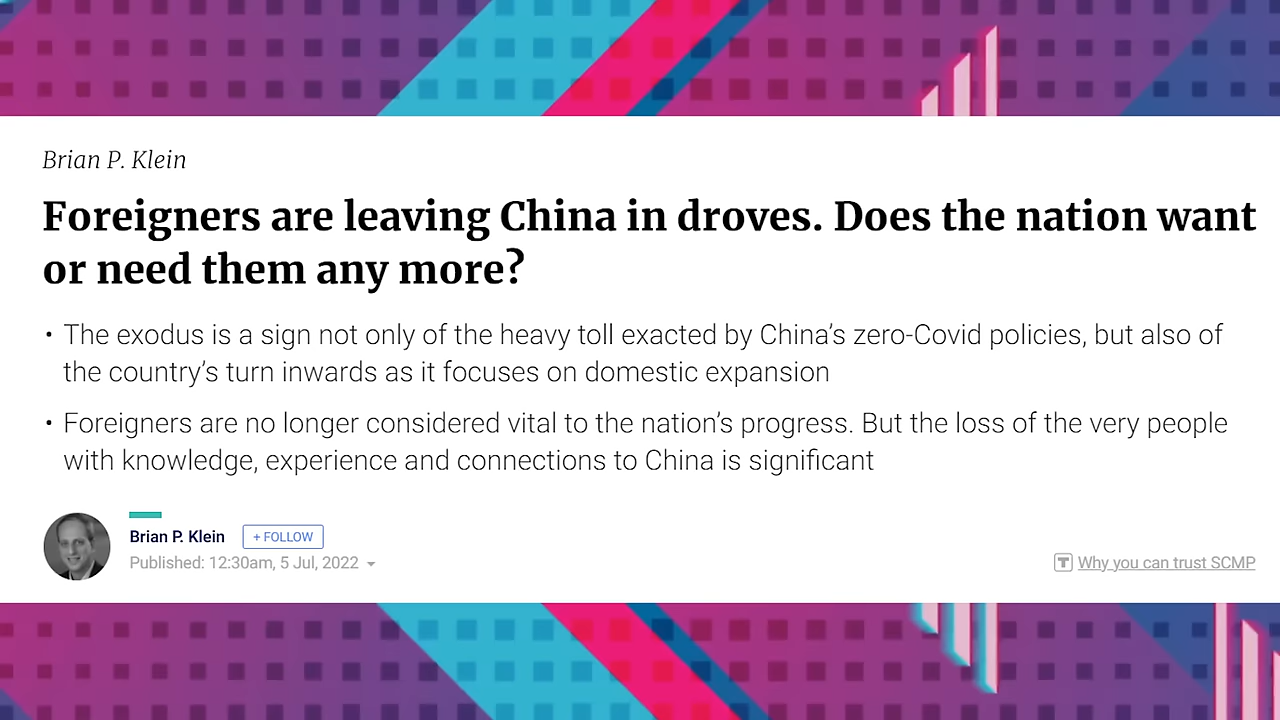 Brian P. Klein
Foreigners are leaving China in droves. Does the nation want
or need them any more?
• The exodus is a sign not only of the heavy toll exacted by China’s zero-Covid policies, but also of
the country’s turn inwards as it focuses on domestic expansion
• Foreigners are no longer considered vital to the nation’s progress. But the loss of the very people
with knowledge, experience and connections to China is significant
Brian P. Klein + FOLLOW
Published: 12:30am, 5 Jul, 2022
T Why you can trust SCMP